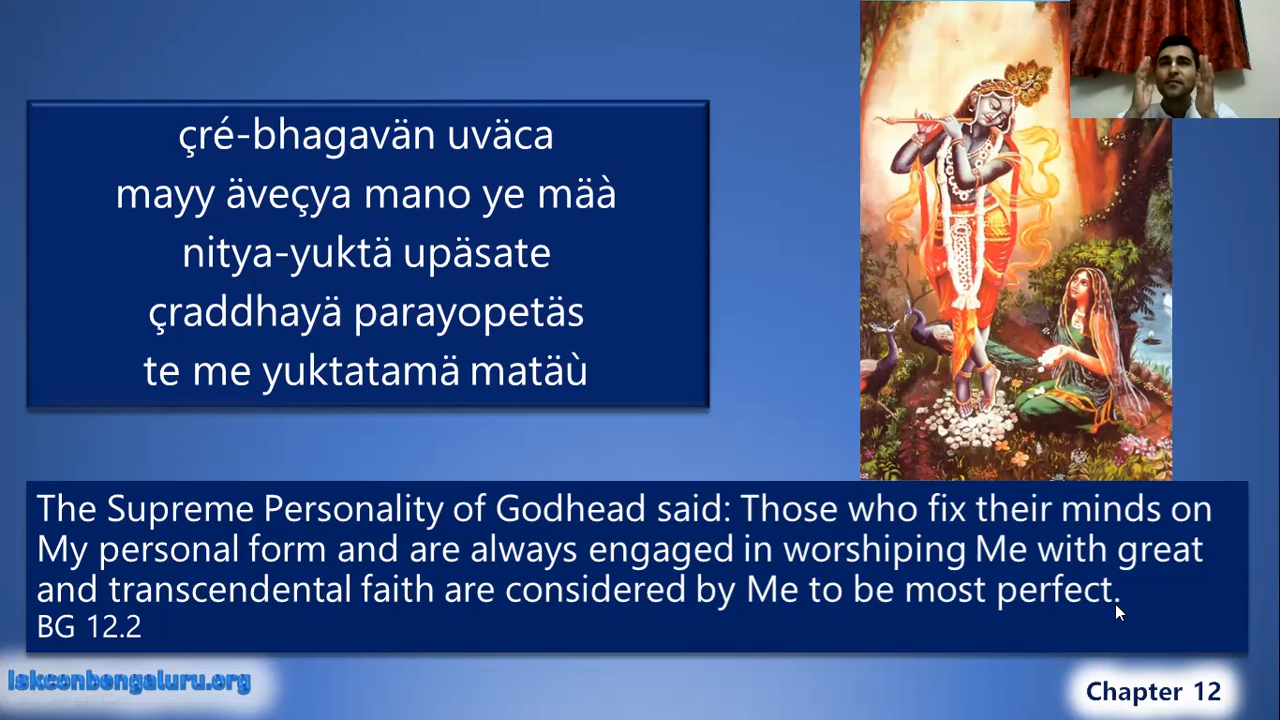 çré-bhagavän uväca
mayy äveçya mano ye mäà
nitya-yuktä upäsate
çraddhayä parayopetäs
te me yuktatamä matäù
The Supreme Personality of Godhead said: Those who fix their minds on
My personal form and are always engaged in worshiping Me with great
and transcendental faith are considered by Me to be most perfect.
BG 12.2
Iskconbengaluru.org
Chapter 12